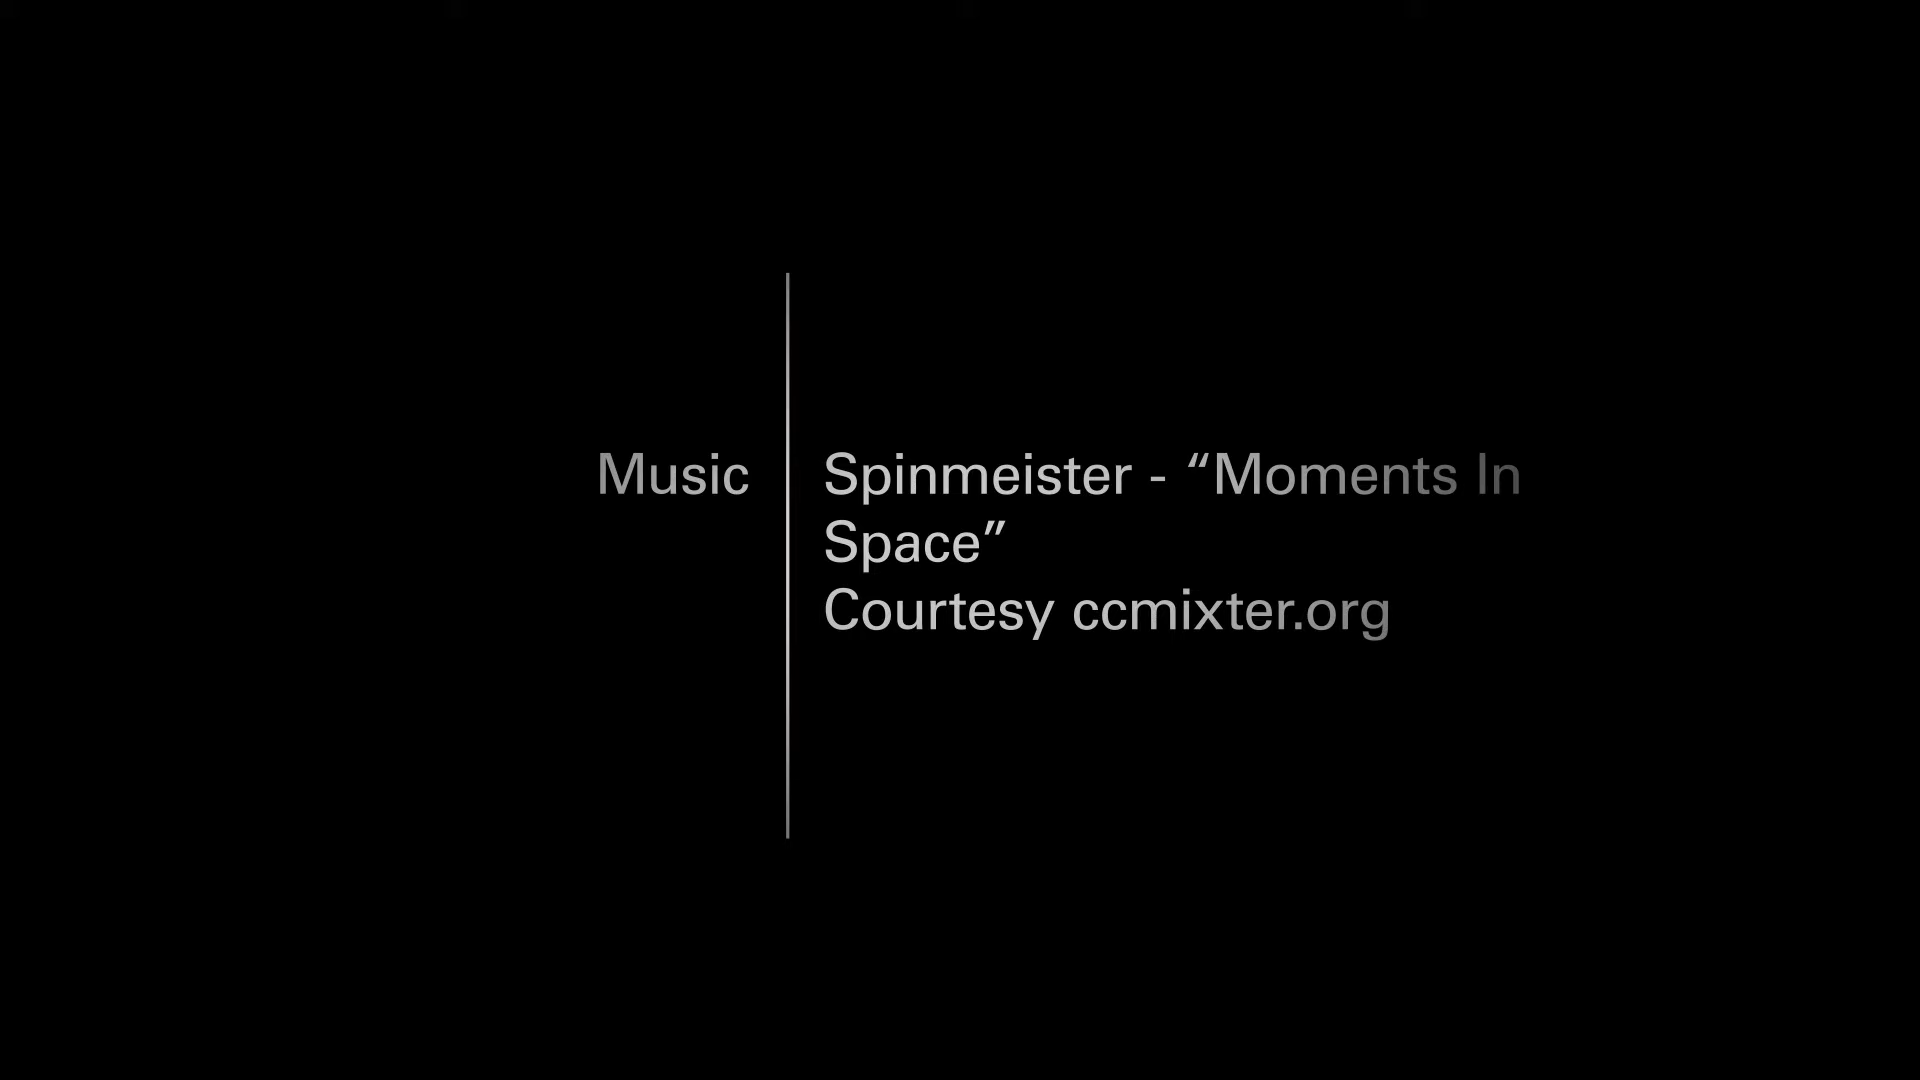 Music
Spinmeister - “Moments In
Space”
Courtesy ccmixter.org